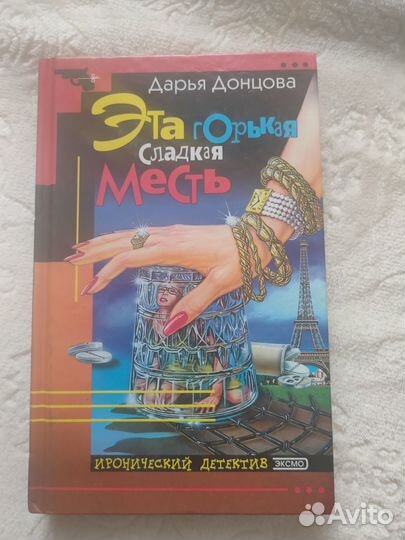 Дарья Донцова
Эта горькая
сладкая
месть
ИРОНИЧЕСКИЙ ДЕТЕКТИВ ЭКСМО
Avito